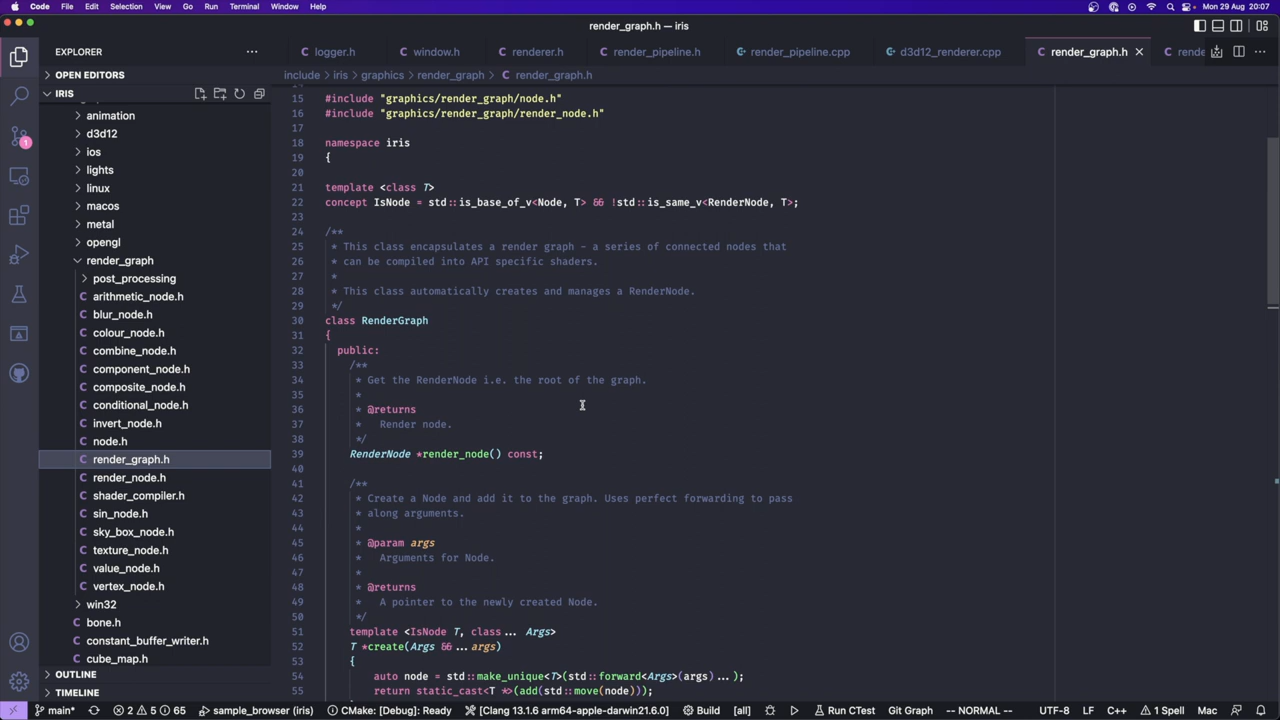 Code File Edit Selection View Go Run Terminal Window Help Mon 29 Aug 20:07
render_graph.h — iris
EXPLORER
logger.h window.h renderer.h render_pipeline.h render_pipeline.cpp d3d12_renderer.cpp render_graph.h rende
OPEN EDITORS
include > iris > graphics > render_graph > render_graph.h
IRIS
animation
d3d12
ios
lights
linux
macos
metal
opengl
render_graph
post_processing
arithmetic_node.h
blur_node.h
colour_node.h
combine_node.h
component_node.h
composite_node.h
conditional_node.h
invert_node.h
node.h
render_graph.h
render_node.h
shader_compiler.h
sin_node.h
sky_box_node.h
texture_node.h
value_node.h
vertex_node.h
win32
bone.h
constant_buffer_writer.h
cube_map.h
OUTLINE
TIMELINE
15 #include "graphics/render_graph/node.h"
16 #include "graphics/render_graph/render_node.h"
17
18 namespace iris
19 {
20
21 template <class T>
22 concept IsNode = std::is_base_of_v<Node, T> && !std::is_same_v<RenderNode, T>;
23
24 /**
25 * This class encapsulates a render graph - a series of connected nodes that
26 * can be compiled into API specific shaders.
27 *
28 * This class automatically creates and manages a RenderNode.
29 */
30 class RenderGraph
31 {
32 public:
33 /**
34 * Get the RenderNode i.e. the root of the graph.
35 *
36 * @returns
37 * Render node.
38 */
39 RenderNode *render_node() const;
40
41 /**
42 * Create a Node and add it to the graph. Uses perfect forwarding to pass
43 * along arguments.
44 *
45 * @param args
46 * Arguments for Node.
47 *
48 * @returns
49 * A pointer to the newly created Node.
50 */
51 template <IsNode T, class... Args>
52 T *create(Args &&...args)
53 {
54 auto node = std::make_unique<T>(std::forward<Args>(args)...);
55 return static_cast<T *>(add(std::move(node)));
main* 2 5 65 sample_browser (iris) CMake: [Debug]: Ready [Clang 13.1.6 arm64-apple-darwin21.6.0] Build [all] Run CTest Git Graph -- NORMAL -- UTF-8 LF C++ 1 Spell Mac